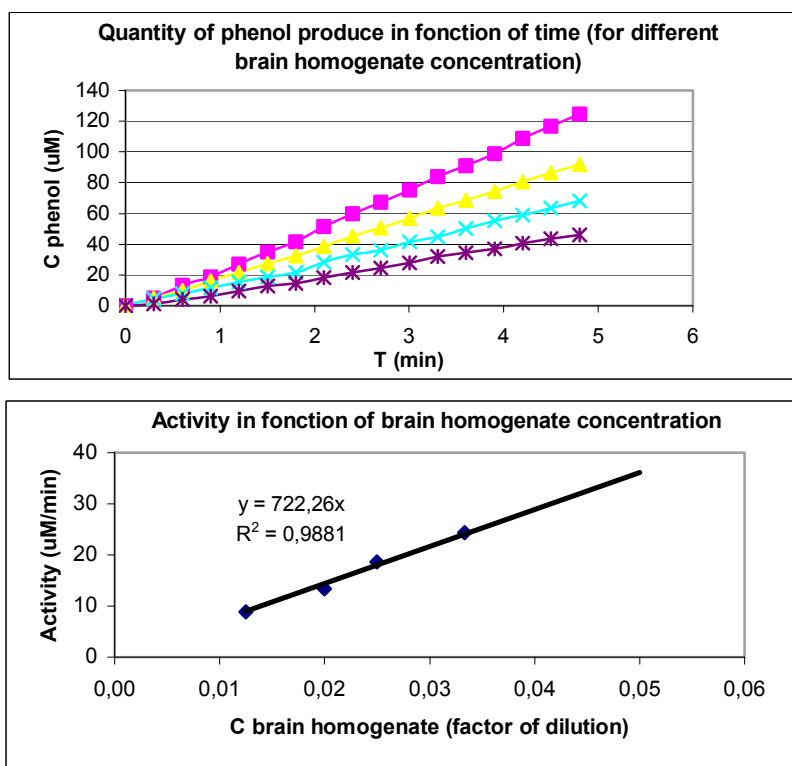 Quantity of phenol produce in fonction of time (for different
brain homogenate concentration)
140
120
100
80
60
40
20
0
C phenol (uM)
0 1 2 3 4 5 6
T (min)
Activity in fonction of brain homogenate concentration
40
30
20
10
0
Activity (uM/min)
y = 722,26x
R² = 0,9881
0,00 0,01 0,02 0,03 0,04 0,05 0,06
C brain homogenate (factor of dilution)